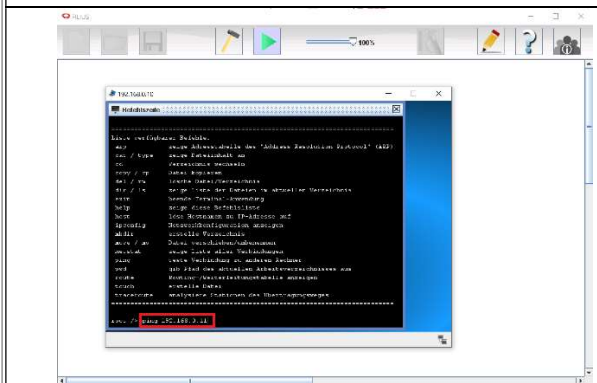 FILIUS
100%
192.168.0.10
Befehlszeile
Liste verfügbarer Befehle:
arp zeige Adresstabelle des 'Address Resolution Protocol' (ARP)
cat / type zeige Dateiinhalt an
cd Verzeichnis wechseln
copy / cp Datei kopieren
del / rm lösche Datei/Verzeichnis
dir / ls zeige Liste der Dateien im aktueller Verzeichnis
exit beende Terminal-Anwendung
help zeige diese Befehlsliste
host löse Hostnamen zu IP-Adresse auf
ipconfig Netzwerkkonfiguration anzeigen
mkdir erstelle Verzeichnis
move / mv Datei verschieben/umbenennen
netstat zeige Liste aller Verbindungen
ping teste Verbindung zu anderen Rechner
pwd gib Pfad des aktuellen Arbeitsverzeichnisses aus
route Routing-/Weiterleitungstabelle anzeigen
touch erstelle Datei
traceroute analysiere Stationen des Übertragungsweges
root /> ping 192.168.0.11